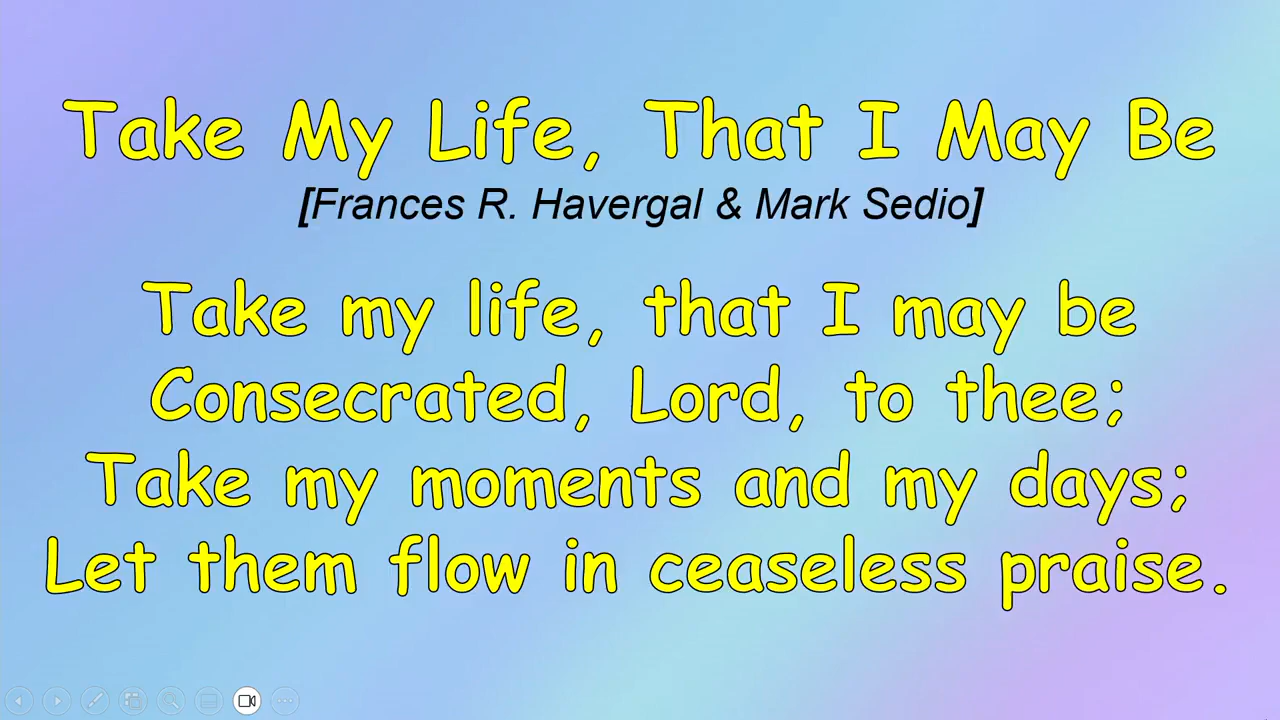 Take My Life, That I May Be
[Frances R. Havergal & Mark Sedio]
Take my life, that I may be
Consecrated, Lord, to thee;
Take my moments and my days;
Let them flow in ceaseless praise.